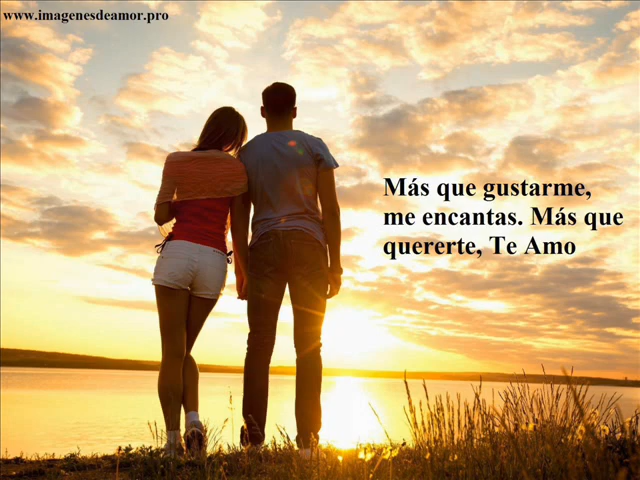 www.imagenesdeamor.pro
Más que gustarme,
me encantas. Más que
quererte, Te Amo